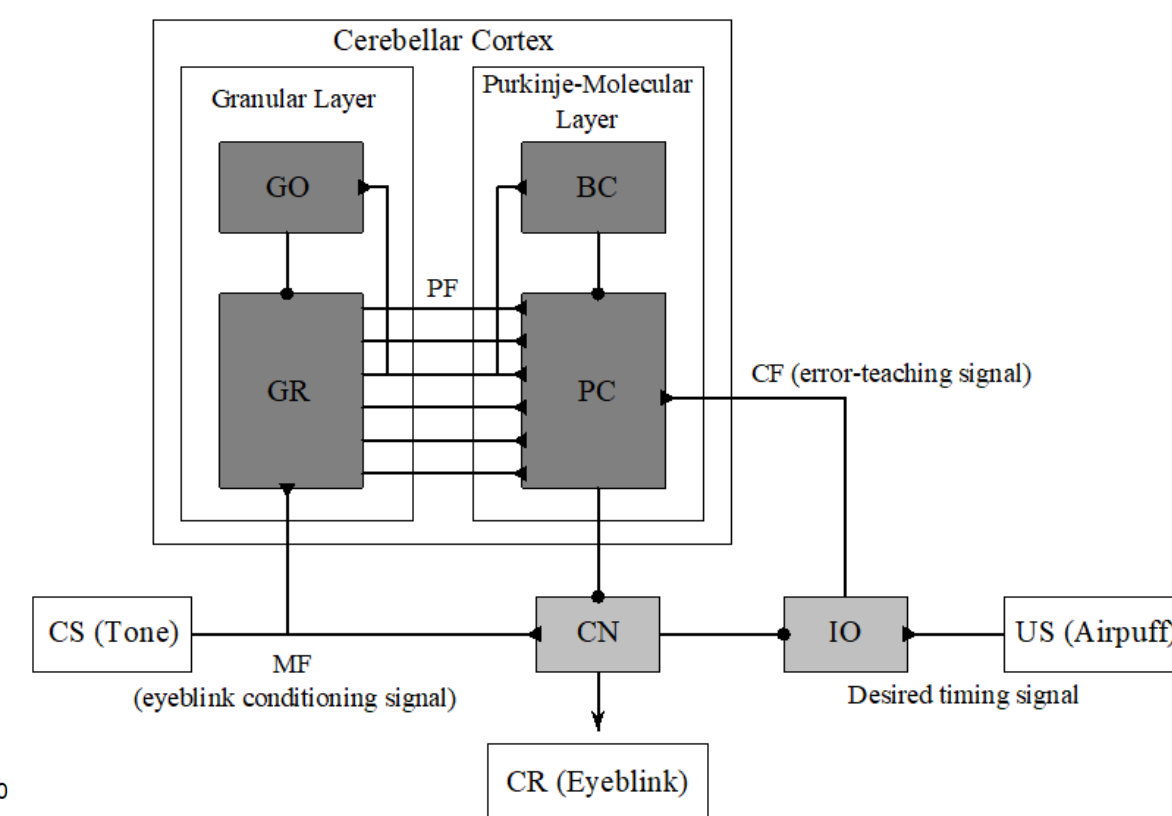 Cerebellar Cortex
Granular Layer
Purkinje-Molecular
Layer
GO
BC
PF
GR
PC
CF (error-teaching signal)
CS (Tone)
CN
IO
US (Airpuff)
MF
(eyeblink conditioning signal)
Desired timing signal
CR (Eyeblink)
0